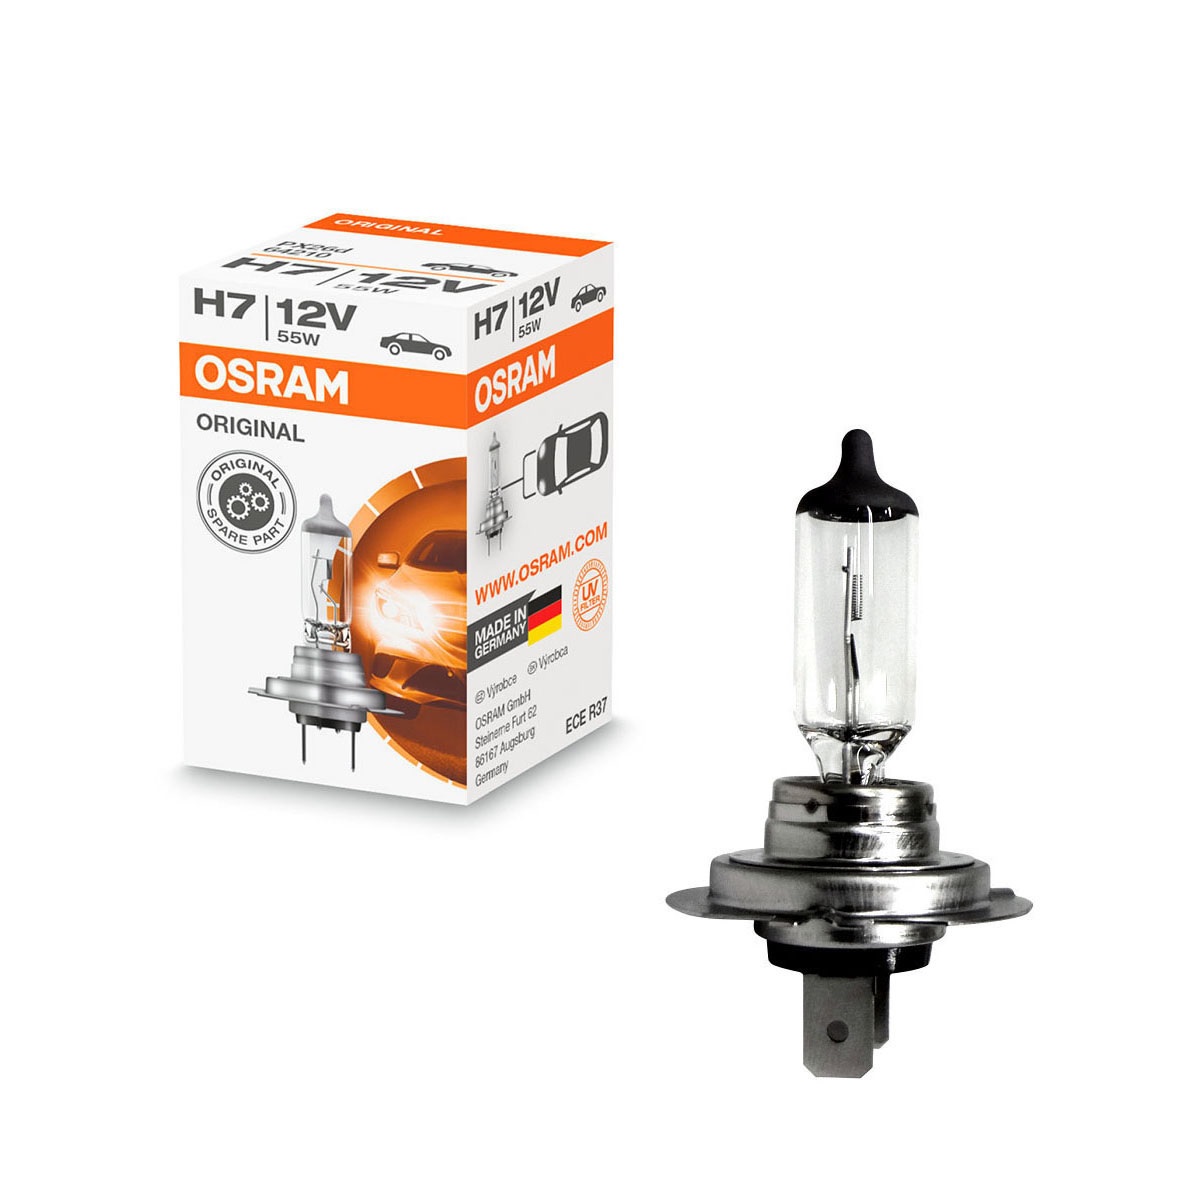 ORIGINAL
PX26d
64210
H7 12V
55W
H7 12V
55W
OSRAM
ORIGINAL
ORIGINAL
SPARE PART
H7 12V
55W
OSRAM
WWW.OSRAM.COM
MADE IN
GERMANY
UV
FILTER
Výrobce
Výrobca
OSRAM GmbH
Steinerne Furt 62
86167 Augsburg
Germany
ECE R37